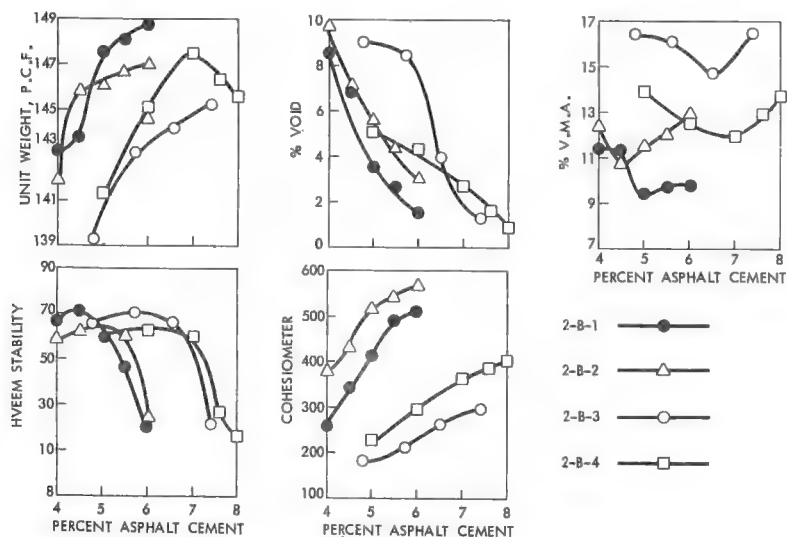 UNIT WEIGHT, P.C.F.
149
147
145
143
141
139
% VOID
10
8
6
4
2
0
% V.M.A.
17
15
13
11
9
7
4 5 6 7 8
PERCENT ASPHALT CEMENT
HVEEM STABILITY
90
70
50
30
10
8
4 5 6 7 8
PERCENT ASPHALT CEMENT
COHESIOMETER
600
500
400
300
200
100
4 5 6 7 8
PERCENT ASPHALT CEMENT
2-B-1
2-B-2
2-B-3
2-B-4